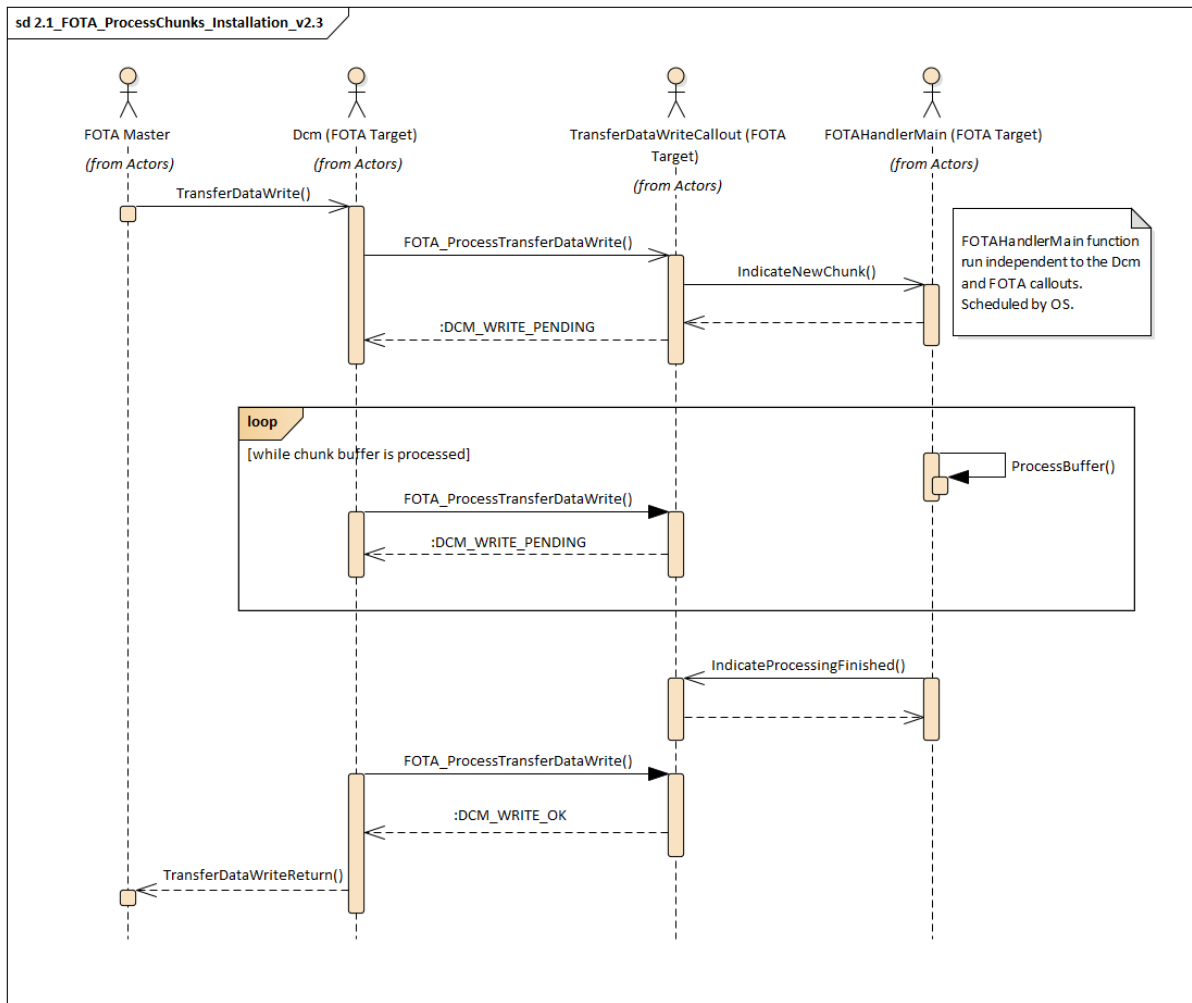 sd 2.1_FOTA_ProcessChunks_Installation_v2.3
FOTA Master
(from Actors)
Dcm (FOTA Target)
(from Actors)
TransferDataWriteCallout (FOTA
Target)
(from Actors)
FOTAHandlerMain (FOTA Target)
(from Actors)
TransferDataWrite()
FOTA_ProcessTransferDataWrite()
IndicateNewChunk()
FOTAHandlerMain function
run independent to the Dcm
and FOTA callouts.
Scheduled by OS.
:DCM_WRITE_PENDING
loop
[while chunk buffer is processed]
ProcessBuffer()
FOTA_ProcessTransferDataWrite()
:DCM_WRITE_PENDING
IndicateProcessingFinished()
FOTA_ProcessTransferDataWrite()
:DCM_WRITE_OK
TransferDataWriteReturn()